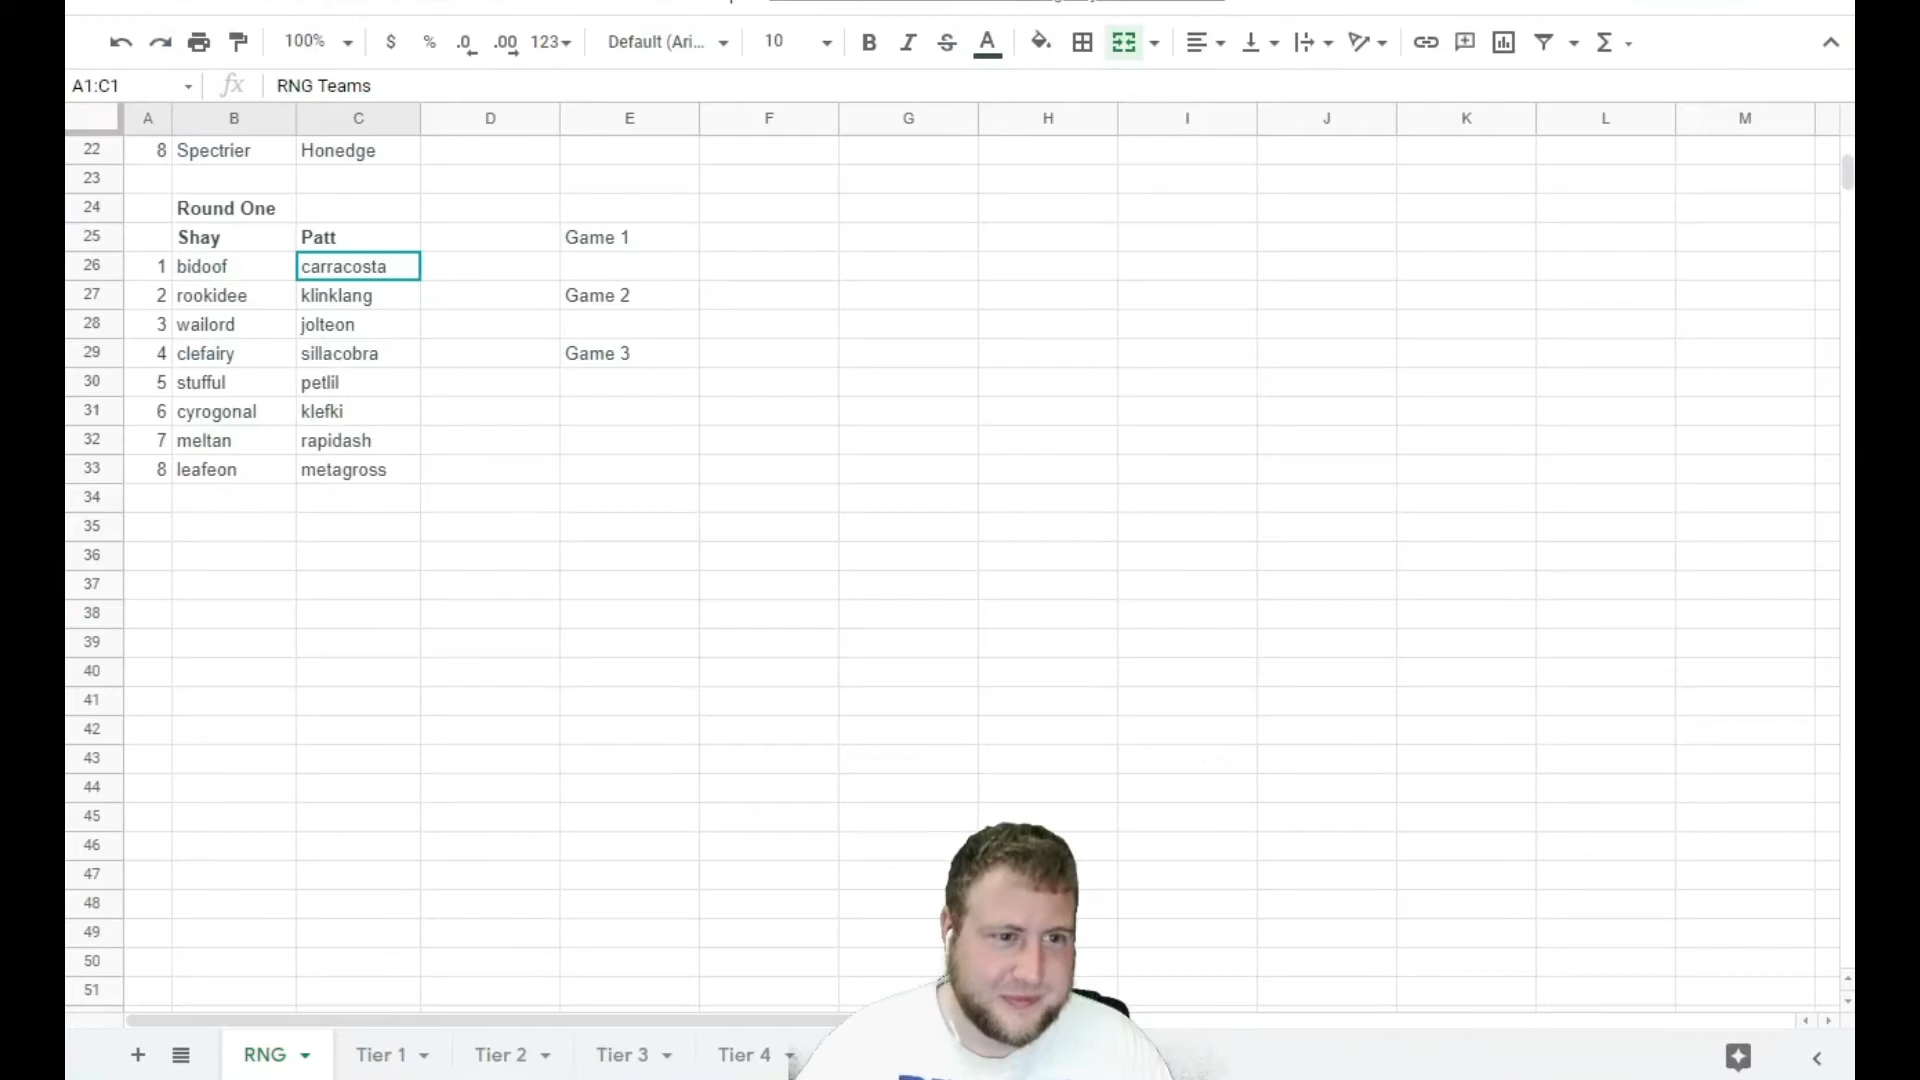 100% $ % .0 .00 123 Default (Ari... 10 B I S A
A1:C1 fx RNG Teams
A B C D E F G H I J K L M
22 8 Spectrier Honedge
23
24 Round One
25 Shay Patt Game 1
26 1 bidoof carracosta
27 2 rookidee klinklang Game 2
28 3 wailord jolteon
29 4 clefairy sillacobra Game 3
30 5 stufful petlil
31 6 cyrogonal klefki
32 7 meltan rapidash
33 8 leafeon metagross
34
35
36
37
38
39
40
41
42
43
44
45
46
47
48
49
50
51
RNG Tier 1 Tier 2 Tier 3 Tier 4